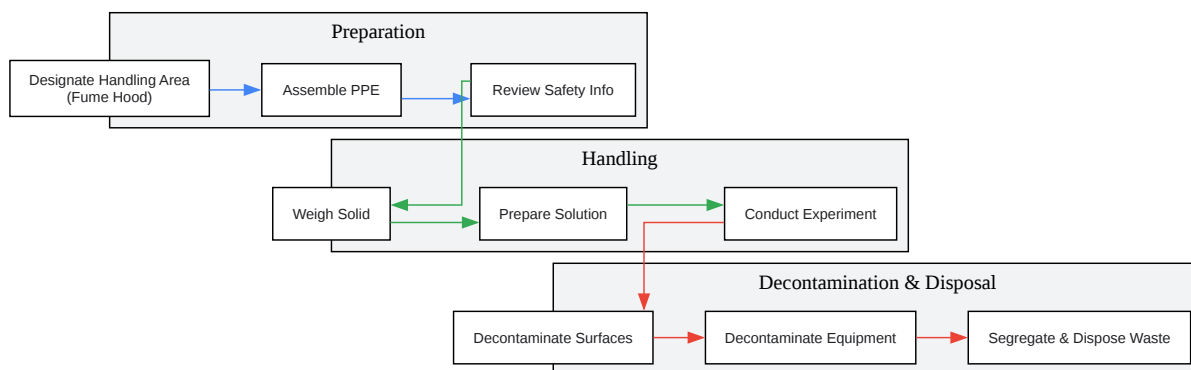 Preparation
Designate Handling Area
(Fume Hood)
Assemble PPE
Review Safety Info
Handling
Weigh Solid
Prepare Solution
Conduct Experiment
Decontamination & Disposal
Decontaminate Surfaces
Decontaminate Equipment
Segregate & Dispose Waste